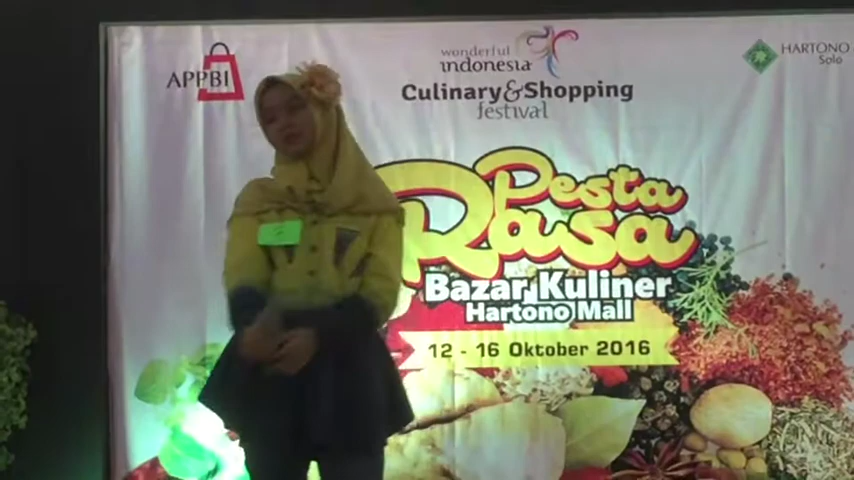 APPBI
wonderful
indonesia
Culinary & Shopping
festival
HARTONO
Solo
Pesta
Rasa
Bazar Kuliner
Hartono Mall
12 - 16 Oktober 2016